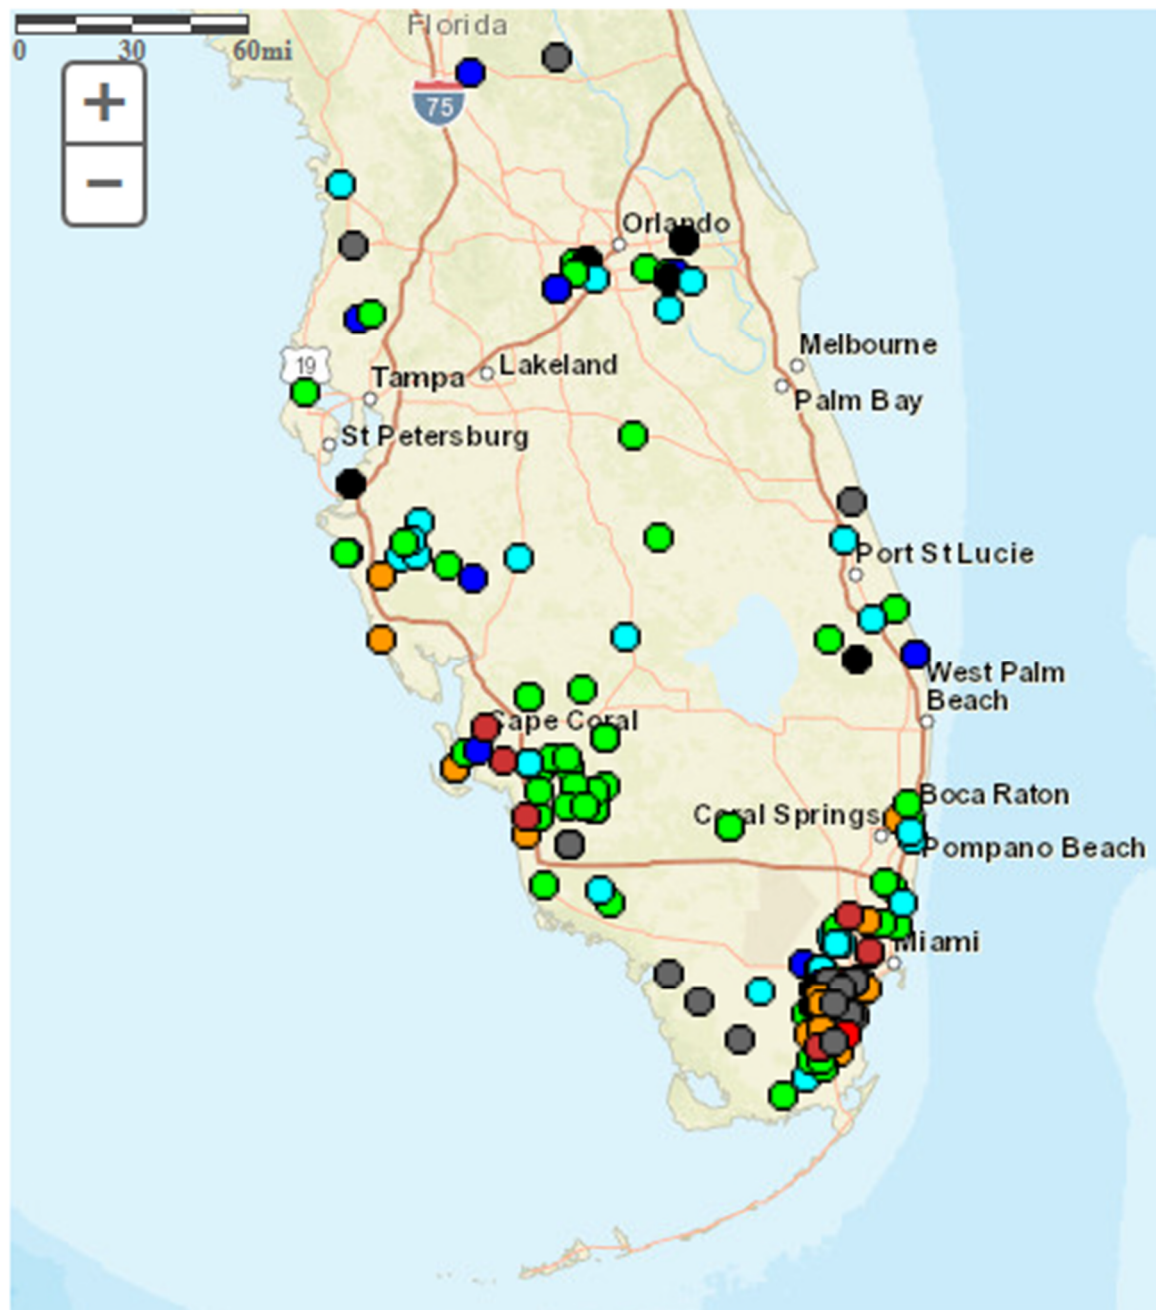 Florida
0 30 60mi
+
75
−
Orlando
Melbourne
19
Lakeland
Tampa
Palm Bay
St Petersburg
Port St Lucie
West Palm
Beach
Cape Coral
Boca Raton
Coral Springs
Pompano Beach
Miami